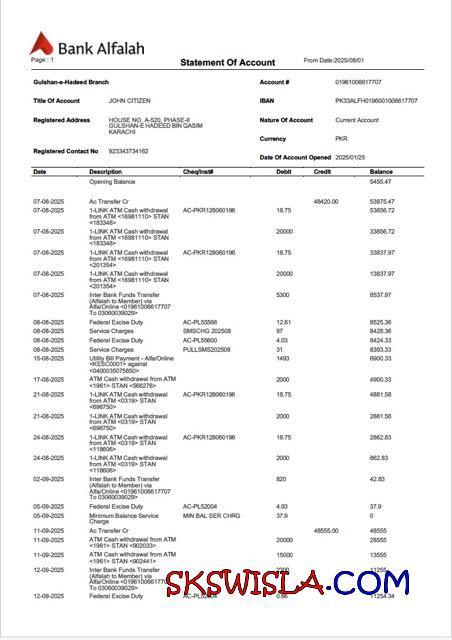 Bank Alfalah
Page : 1
Statement Of Account
From Date:2025/08/01
Gulshan-e-Hadeed Branch
Account # 01961006617707
Title Of Account JOHN CITIZEN
IBAN PK33ALFH0196001006617707
Registered Address HOUSE NO. A-520, PHASE-II
GULSHAN-E HADEED BIN QASIM
KARACHI
Nature Of Account Current Account
Currency PKR
Registered Contact No 923343734162
Date Of Account Opened 2025/01/25
Date Description Cheq/Inst# Debit Credit Balance
Opening Balance 5455.47
07-08-2025 Ac Transfer Cr 48420.00 53875.47
07-08-2025 1-LINK ATM Cash withdrawal AC-PKR128060196 18.75 53856.72
from ATM <16981110> STAN
<183348>
07-08-2025 1-LINK ATM Cash withdrawal 20000 33856.72
from ATM <16981110> STAN
<183348>
07-08-2025 1-LINK ATM Cash withdrawal AC-PKR128060196 18.75 33837.97
from ATM <16981110> STAN
<201354>
07-08-2025 1-LINK ATM Cash withdrawal 20000 13837.97
from ATM <16981110> STAN
<201354>
07-08-2025 Inter Bank Funds Transfer 5300 8537.97
(Alfalah to Member) via
Alfa/Online <01961006617707
To 03060039029>
08-08-2025 Federal Excise Duty AC-PL55566 12.61 8525.36
08-08-2025 Service Charges SMSCHG 202508 97 8428.36
08-08-2025 Federal Excise Duty AC-PL55600 4.03 8424.33
08-08-2025 Service Charges PULLSMS202508 31 8393.33
15-08-2025 Utility Bill Payment - Alfa/Online 1493 6900.33
<KESC0001> against
<0400035075850>
17-08-2025 ATM Cash withdrawal from ATM 2000 4900.33
<1961> STAN <566276>
21-08-2025 1-LINK ATM Cash withdrawal AC-PKR128060196 18.75 4881.58
from ATM <0319> STAN
<696750>
21-08-2025 1-LINK ATM Cash withdrawal 2000 2881.58
from ATM <0319> STAN
<696750>
24-08-2025 1-LINK ATM Cash withdrawal AC-PKR128060196 18.75 2862.83
from ATM <0319> STAN
<118606>
24-08-2025 1-LINK ATM Cash withdrawal 2000 862.83
from ATM <0319> STAN
<118606>
02-09-2025 Inter Bank Funds Transfer 820 42.83
(Alfalah to Member) via
Alfa/Online <01961006617707
To 03060039029>
05-09-2025 Federal Excise Duty AC-PL52004 4.93 37.9
05-09-2025 Minimum Balance Service MIN BAL SER CHRG 37.9 0
Charge
11-09-2025 Ac Transfer Cr 48555.00 48555
11-09-2025 ATM Cash withdrawal from ATM 20000 28555
<1961> STAN <902033>
11-09-2025 ATM Cash withdrawal from ATM 15000 13555
<1961> STAN <902441>
12-09-2025 Inter Bank Funds Transfer 2300 11255
(Alfalah to Member) via
Alfa/Online <01961006617707
To 03060039029>
12-09-2025 Federal Excise Duty 0.66 11254.34
SKSWISLA.COM